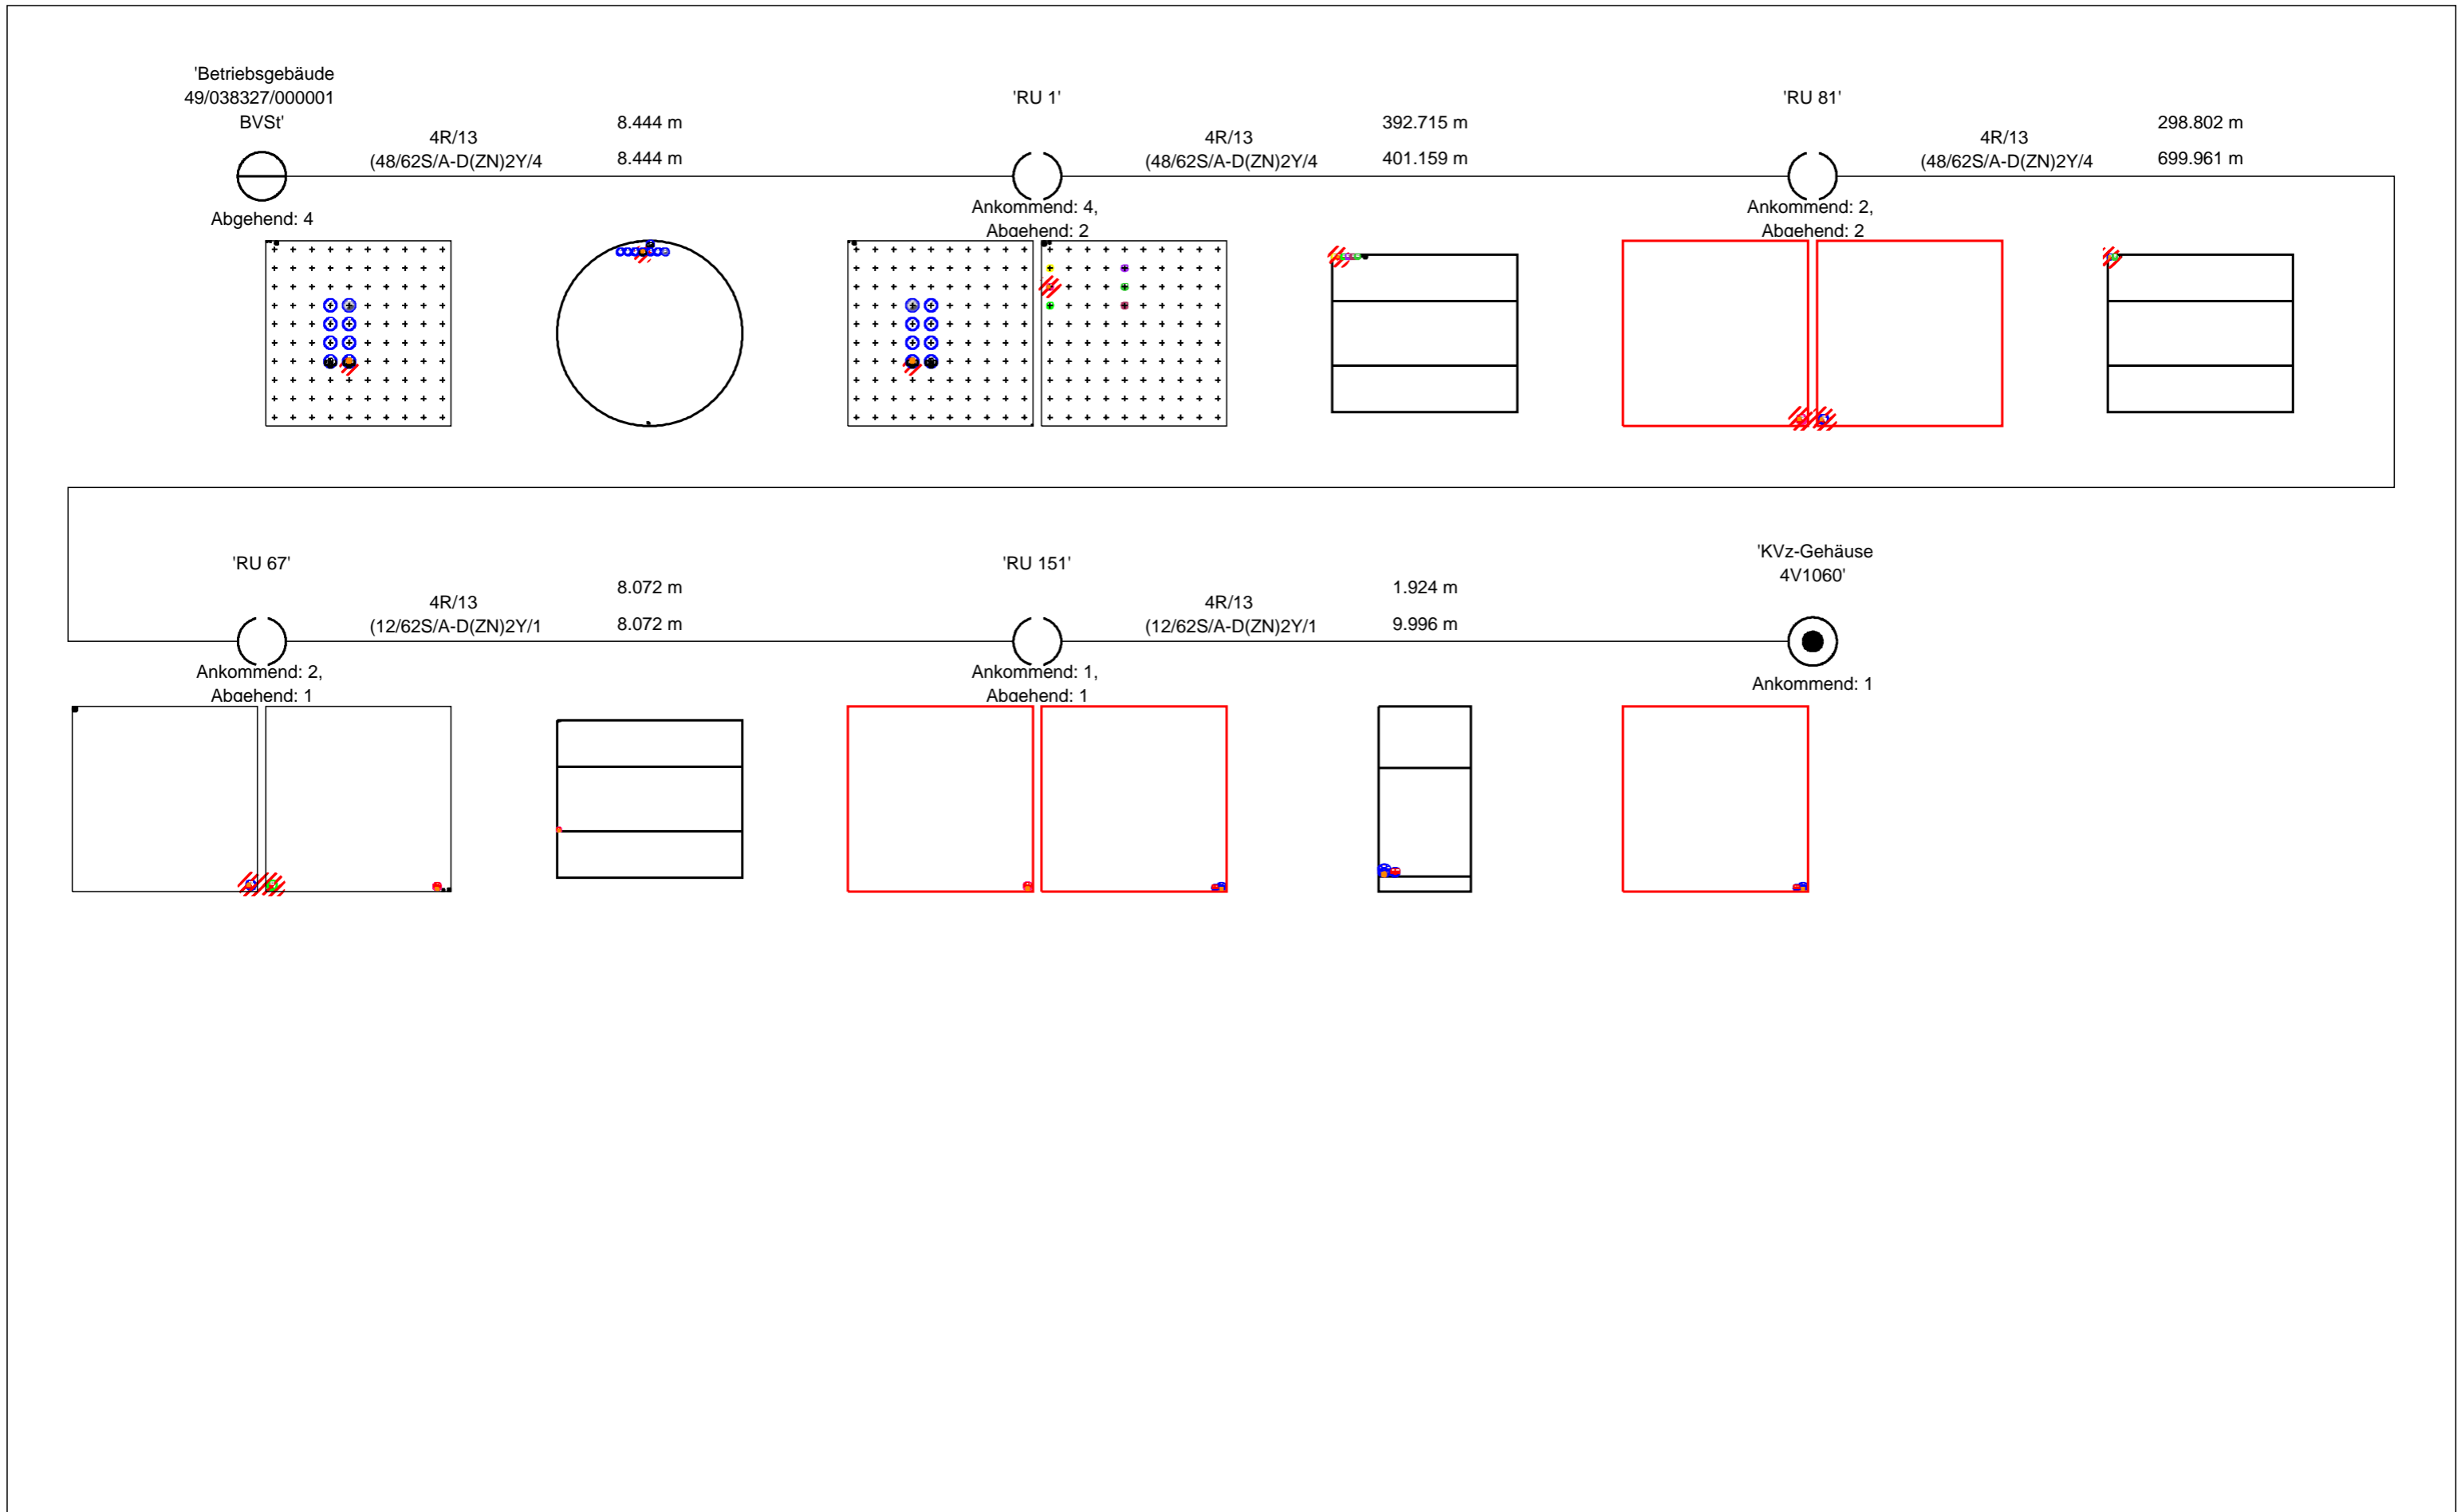 'Betriebsgebäude
49/038327/000001
BVSt'
4R/13
(48/62S/A-D(ZN)2Y/4
8.444 m
8.444 m
Abgehend: 4
'RU 1'
4R/13
(48/62S/A-D(ZN)2Y/4
392.715 m
401.159 m
Ankommend: 4,
Abgehend: 2
'RU 81'
4R/13
(48/62S/A-D(ZN)2Y/4
298.802 m
699.961 m
Ankommend: 2,
Abgehend: 2
'RU 67'
4R/13
(12/62S/A-D(ZN)2Y/1
8.072 m
8.072 m
Ankommend: 2,
Abgehend: 1
'RU 151'
4R/13
(12/62S/A-D(ZN)2Y/1
1.924 m
9.996 m
Ankommend: 1,
Abgehend: 1
'KVz-Gehäuse
4V1060'
Ankommend: 1